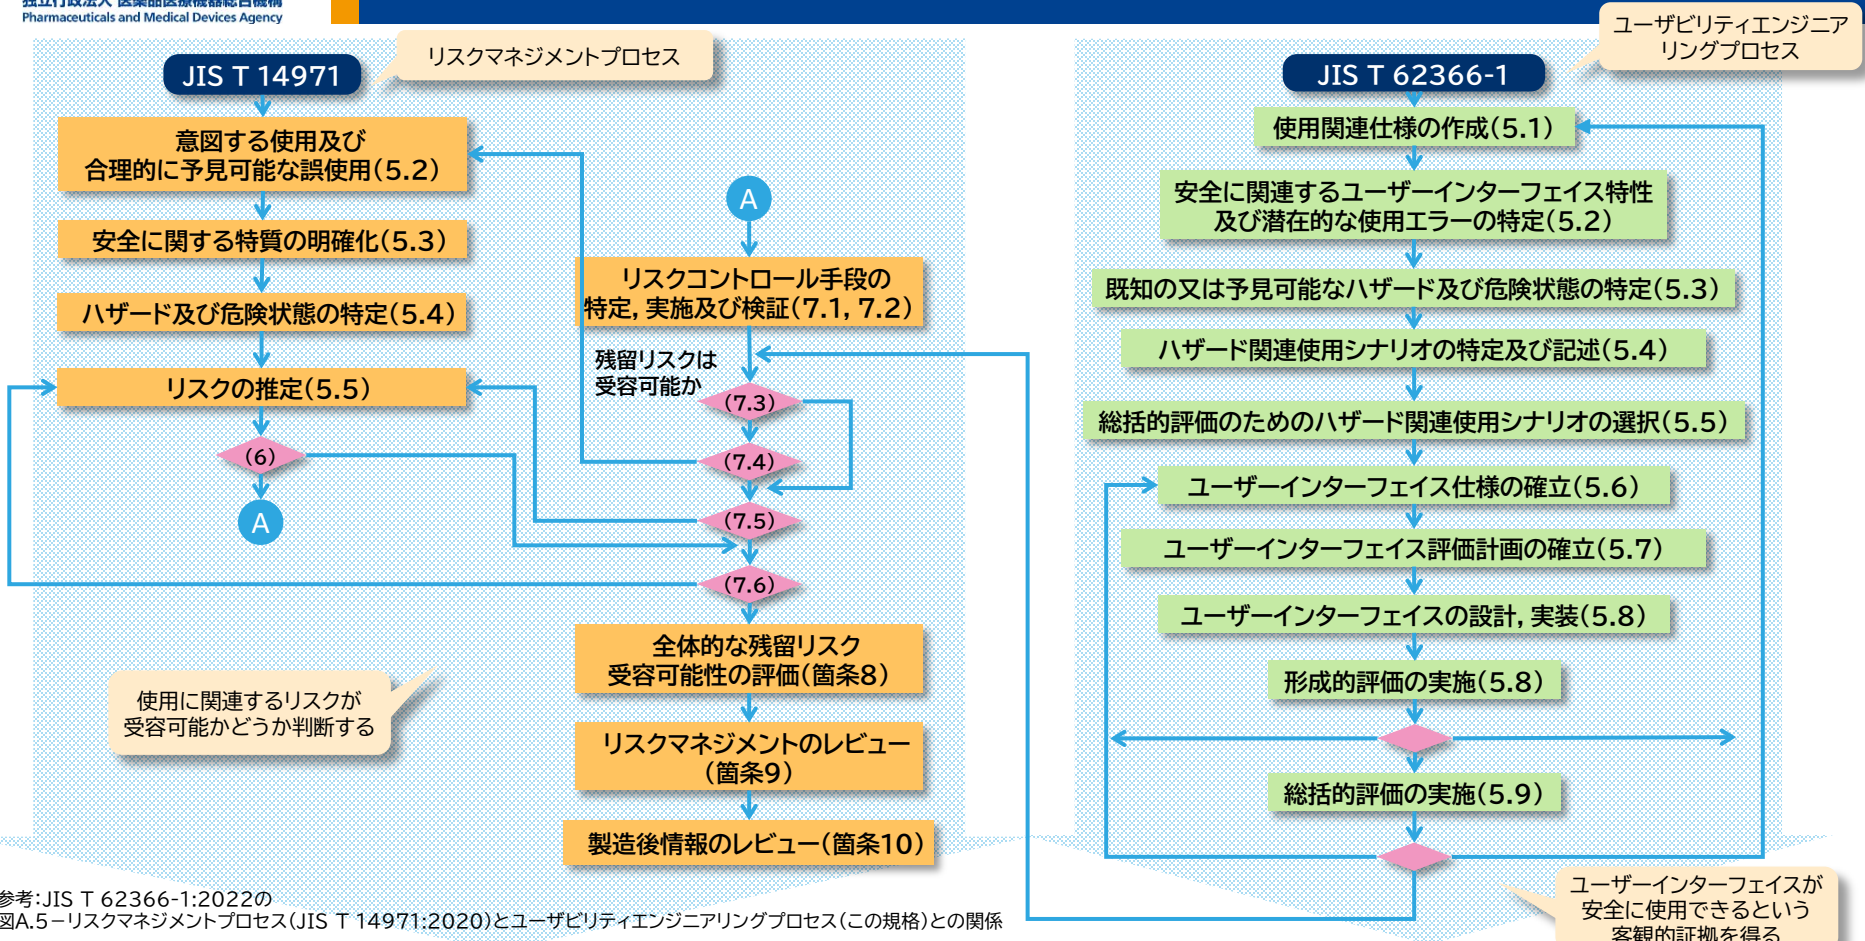 独立行政法人 医薬品医療機器総合機構
Pharmaceuticals and Medical Devices Agency
JIS T 14971
リスクマネジメントプロセス
意図する使用及び
合理的に予見可能な誤使用(5.2)
安全に関する特質の明確化(5.3)
ハザード及び危険状態の特定(5.4)
リスクの推定(5.5)
(6)
A
A
リスクコントロール手段の
特定, 実施及び検証(7.1, 7.2)
残留リスクは
受容可能か
(7.3)
(7.4)
(7.5)
(7.6)
全体的な残留リスク
受容可能性の評価(箇条8)
リスクマネジメントのレビュー
(箇条9)
製造後情報のレビュー(箇条10)
使用に関連するリスクが
受容可能かどうか判断する
ユーザビリティエンジニア
リングプロセス
JIS T 62366-1
使用関連仕様の作成(5.1)
安全に関連するユーザーインターフェイス特性
及び潜在的な使用エラーの特定(5.2)
既知の又は予見可能なハザード及び危険状態の特定(5.3)
ハザード関連使用シナリオの特定及び記述(5.4)
総括的評価のためのハザード関連使用シナリオの選択(5.5)
ユーザーインターフェイス仕様の確立(5.6)
ユーザーインターフェイス評価計画の確立(5.7)
ユーザーインターフェイスの設計, 実装(5.8)
形成的評価の実施(5.8)
総括的評価の実施(5.9)
ユーザーインターフェイスが
安全に使用できるという
客観的証拠を得る
参考:JIS T 62366-1:2022の
図A.5－リスクマネジメントプロセス(JIS T 14971:2020)とユーザビリティエンジニアリングプロセス(この規格)との関係